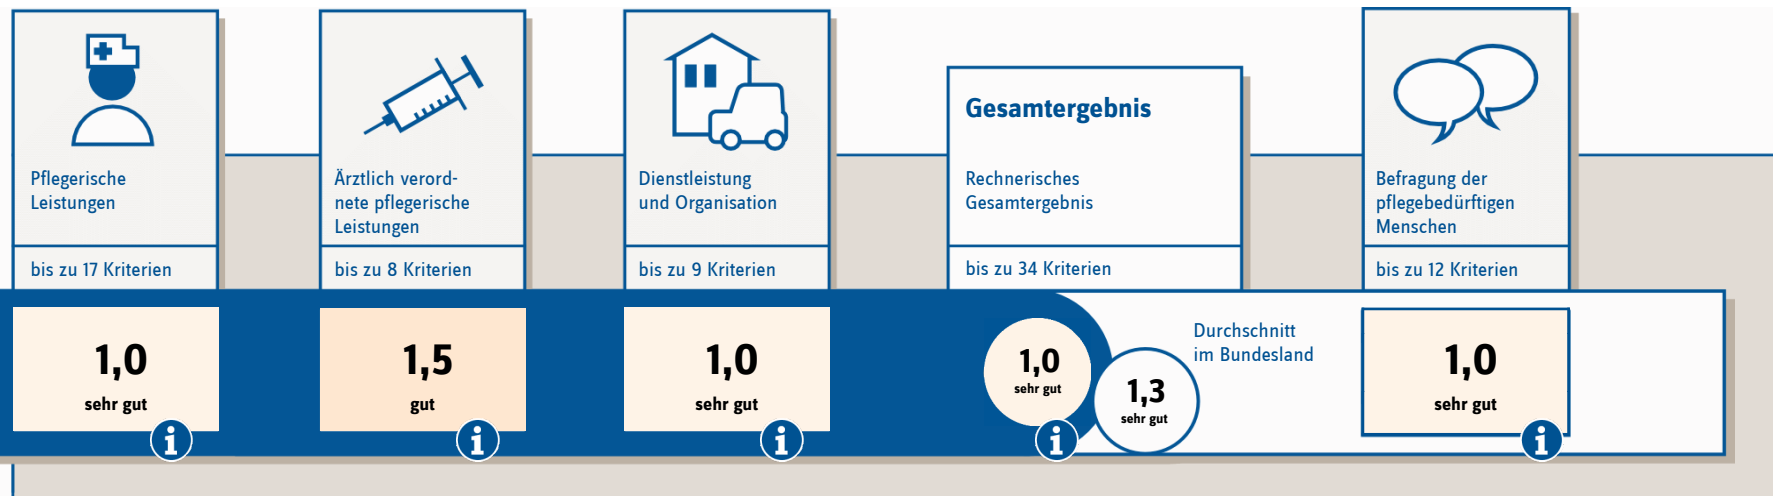 Pflegerische
Leistungen
bis zu 17 Kriterien
1,0
sehr gut
i
Ärztlich verord-
nete pflegerische
Leistungen
bis zu 8 Kriterien
1,5
gut
i
Dienstleistung
und Organisation
bis zu 9 Kriterien
1,0
sehr gut
i
Gesamtergebnis
Rechnerisches
Gesamtergebnis
bis zu 34 Kriterien
1,0
sehr gut
i
1,3
sehr gut
Durchschnitt
im Bundesland
Befragung der
pflegebedürftigen
Menschen
bis zu 12 Kriterien
1,0
sehr gut
i